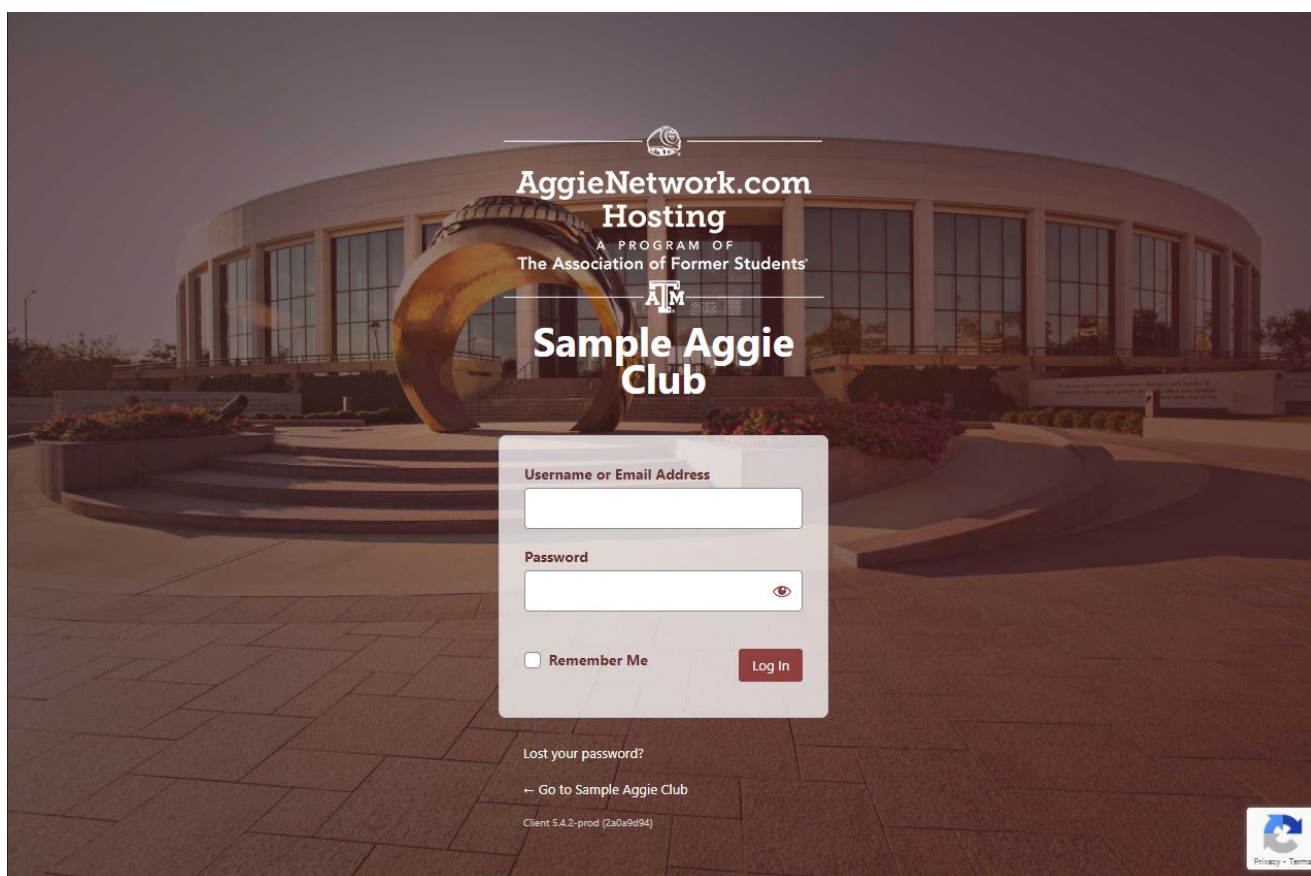 AggieNetwork.com
Hosting
A PROGRAM OF
The Association of Former Students®
A&M
Sample Aggie
Club
Username or Email Address
Password
Remember Me
Log In
Lost your password?
← Go to Sample Aggie Club
Client 5.4.2-prod (2a0a9d94)
Privacy - Terms